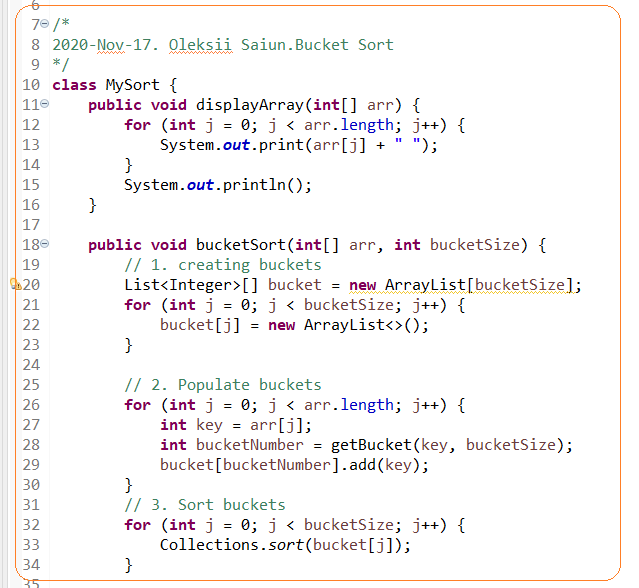 6
7 /*
8 2020-Nov-17. Oleksii Saiun.Bucket Sort
9 */
10 class MySort {
11     public void displayArray(int[] arr) {
12         for (int j = 0; j < arr.length; j++) {
13             System.out.print(arr[j] + " ");
14         }
15         System.out.println();
16     }
17
18     public void bucketSort(int[] arr, int bucketSize) {
19         // 1. creating buckets
20         List<Integer>[] bucket = new ArrayList[bucketSize];
21         for (int j = 0; j < bucketSize; j++) {
22             bucket[j] = new ArrayList<>();
23         }
24
25         // 2. Populate buckets
26         for (int j = 0; j < arr.length; j++) {
27             int key = arr[j];
28             int bucketNumber = getBucket(key, bucketSize);
29             bucket[bucketNumber].add(key);
30         }
31         // 3. Sort buckets
32         for (int j = 0; j < bucketSize; j++) {
33             Collections.sort(bucket[j]);
34         }
35